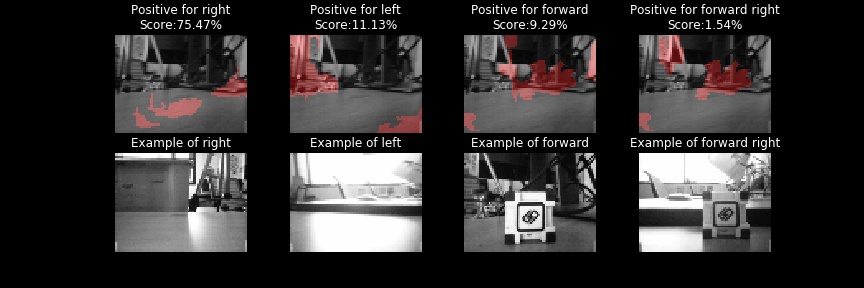 Positive for right
Score:75.47%
Positive for left
Score:11.13%
Positive for forward
Score:9.29%
Positive for forward right
Score:1.54%
Example of right
Example of left
Example of forward
Example of forward right